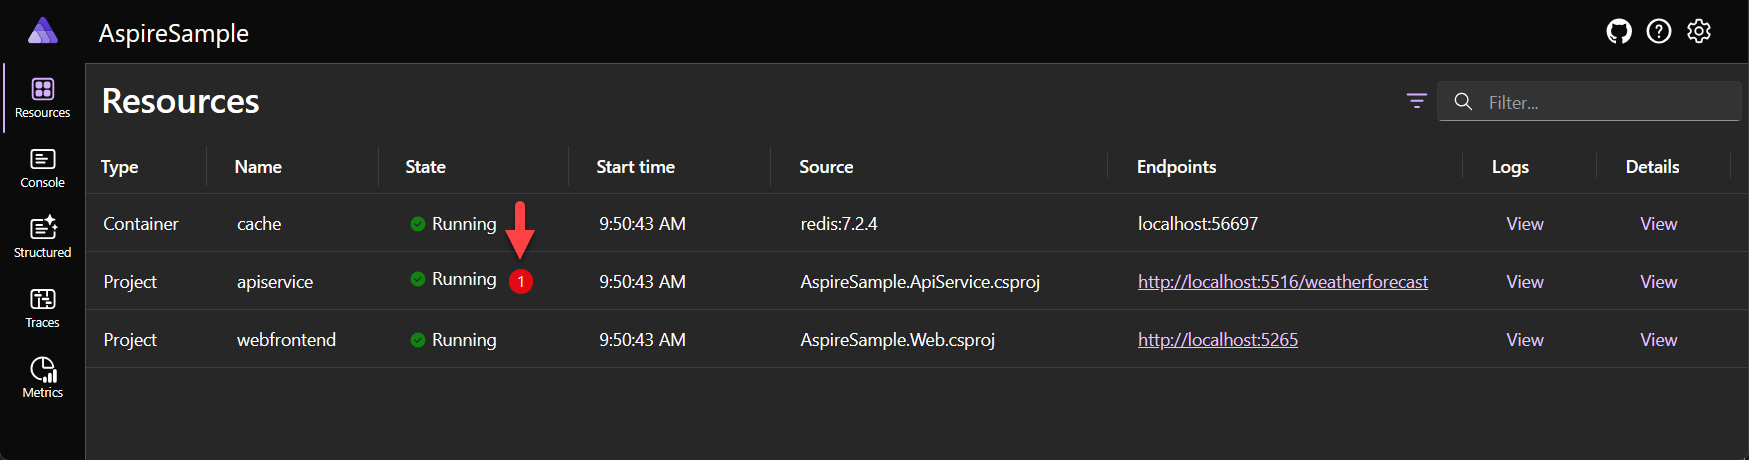 AspireSample
Resources
Resources
Filter...
Type Name State Start time Source Endpoints Logs Details
Console
Container cache Running 9:50:43 AM redis:7.2.4 localhost:56697 View View
Structured
Project apiservice Running 1 9:50:43 AM AspireSample.ApiService.csproj http://localhost:5516/weatherforecast View View
Traces
Project webfrontend Running 9:50:43 AM AspireSample.Web.csproj http://localhost:5265 View View
Metrics